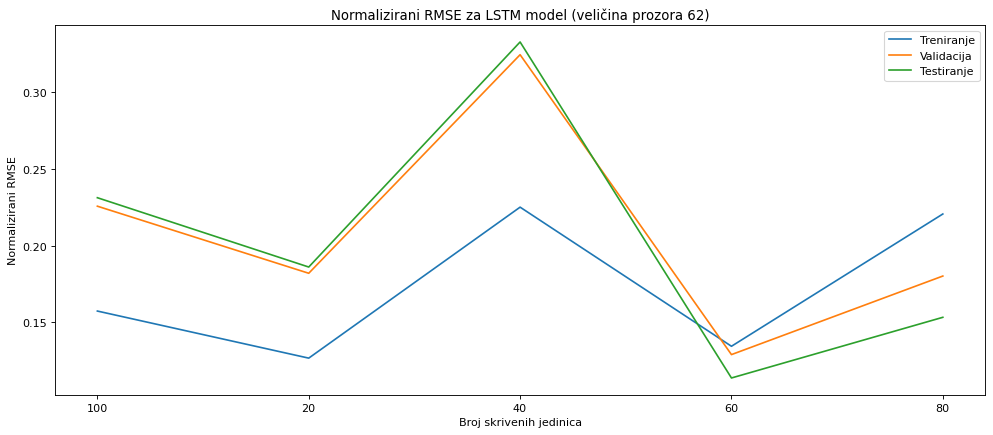 Normalizirani RMSE za LSTM model (veličina prozora 62)
Treniranje
Validacija
Testiranje
Normalizirani RMSE
0.30
0.25
0.20
0.15
100 20 40 60 80
Broj skrivenih jedinica